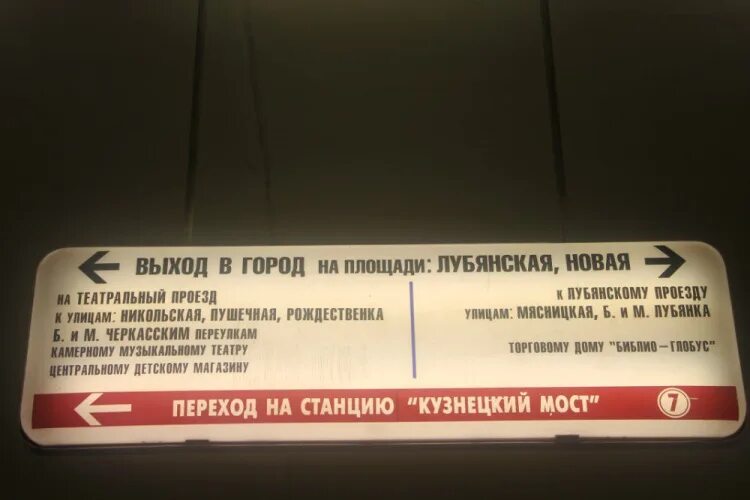 ВЫХОД В ГОРОД НА ПЛОЩАДИ: ЛУБЯНСКАЯ, НОВАЯ
НА ТЕАТРАЛЬНЫЙ ПРОЕЗД
К УЛИЦАМ: НИКОЛЬСКАЯ, ПУШЕЧНАЯ, РОЖДЕСТВЕНКА
Б. И М. ЧЕРКАССКИМ ПЕРЕУЛКАМ
КАМЕРНОМУ МУЗЫКАЛЬНОМУ ТЕАТРУ
ЦЕНТРАЛЬНОМУ ДЕТСКОМУ МАГАЗИНУ
К ЛУБЯНСКОМУ ПРОЕЗДУ
УЛИЦАМ: МЯСНИЦКАЯ, Б. И М. ЛУБЯНКА
ТОРГОВОМУ ДОМУ "БИБЛИО-ГЛОБУС"
ПЕРЕХОД НА СТАНЦИЮ "КУЗНЕЦКИЙ МОСТ" 7